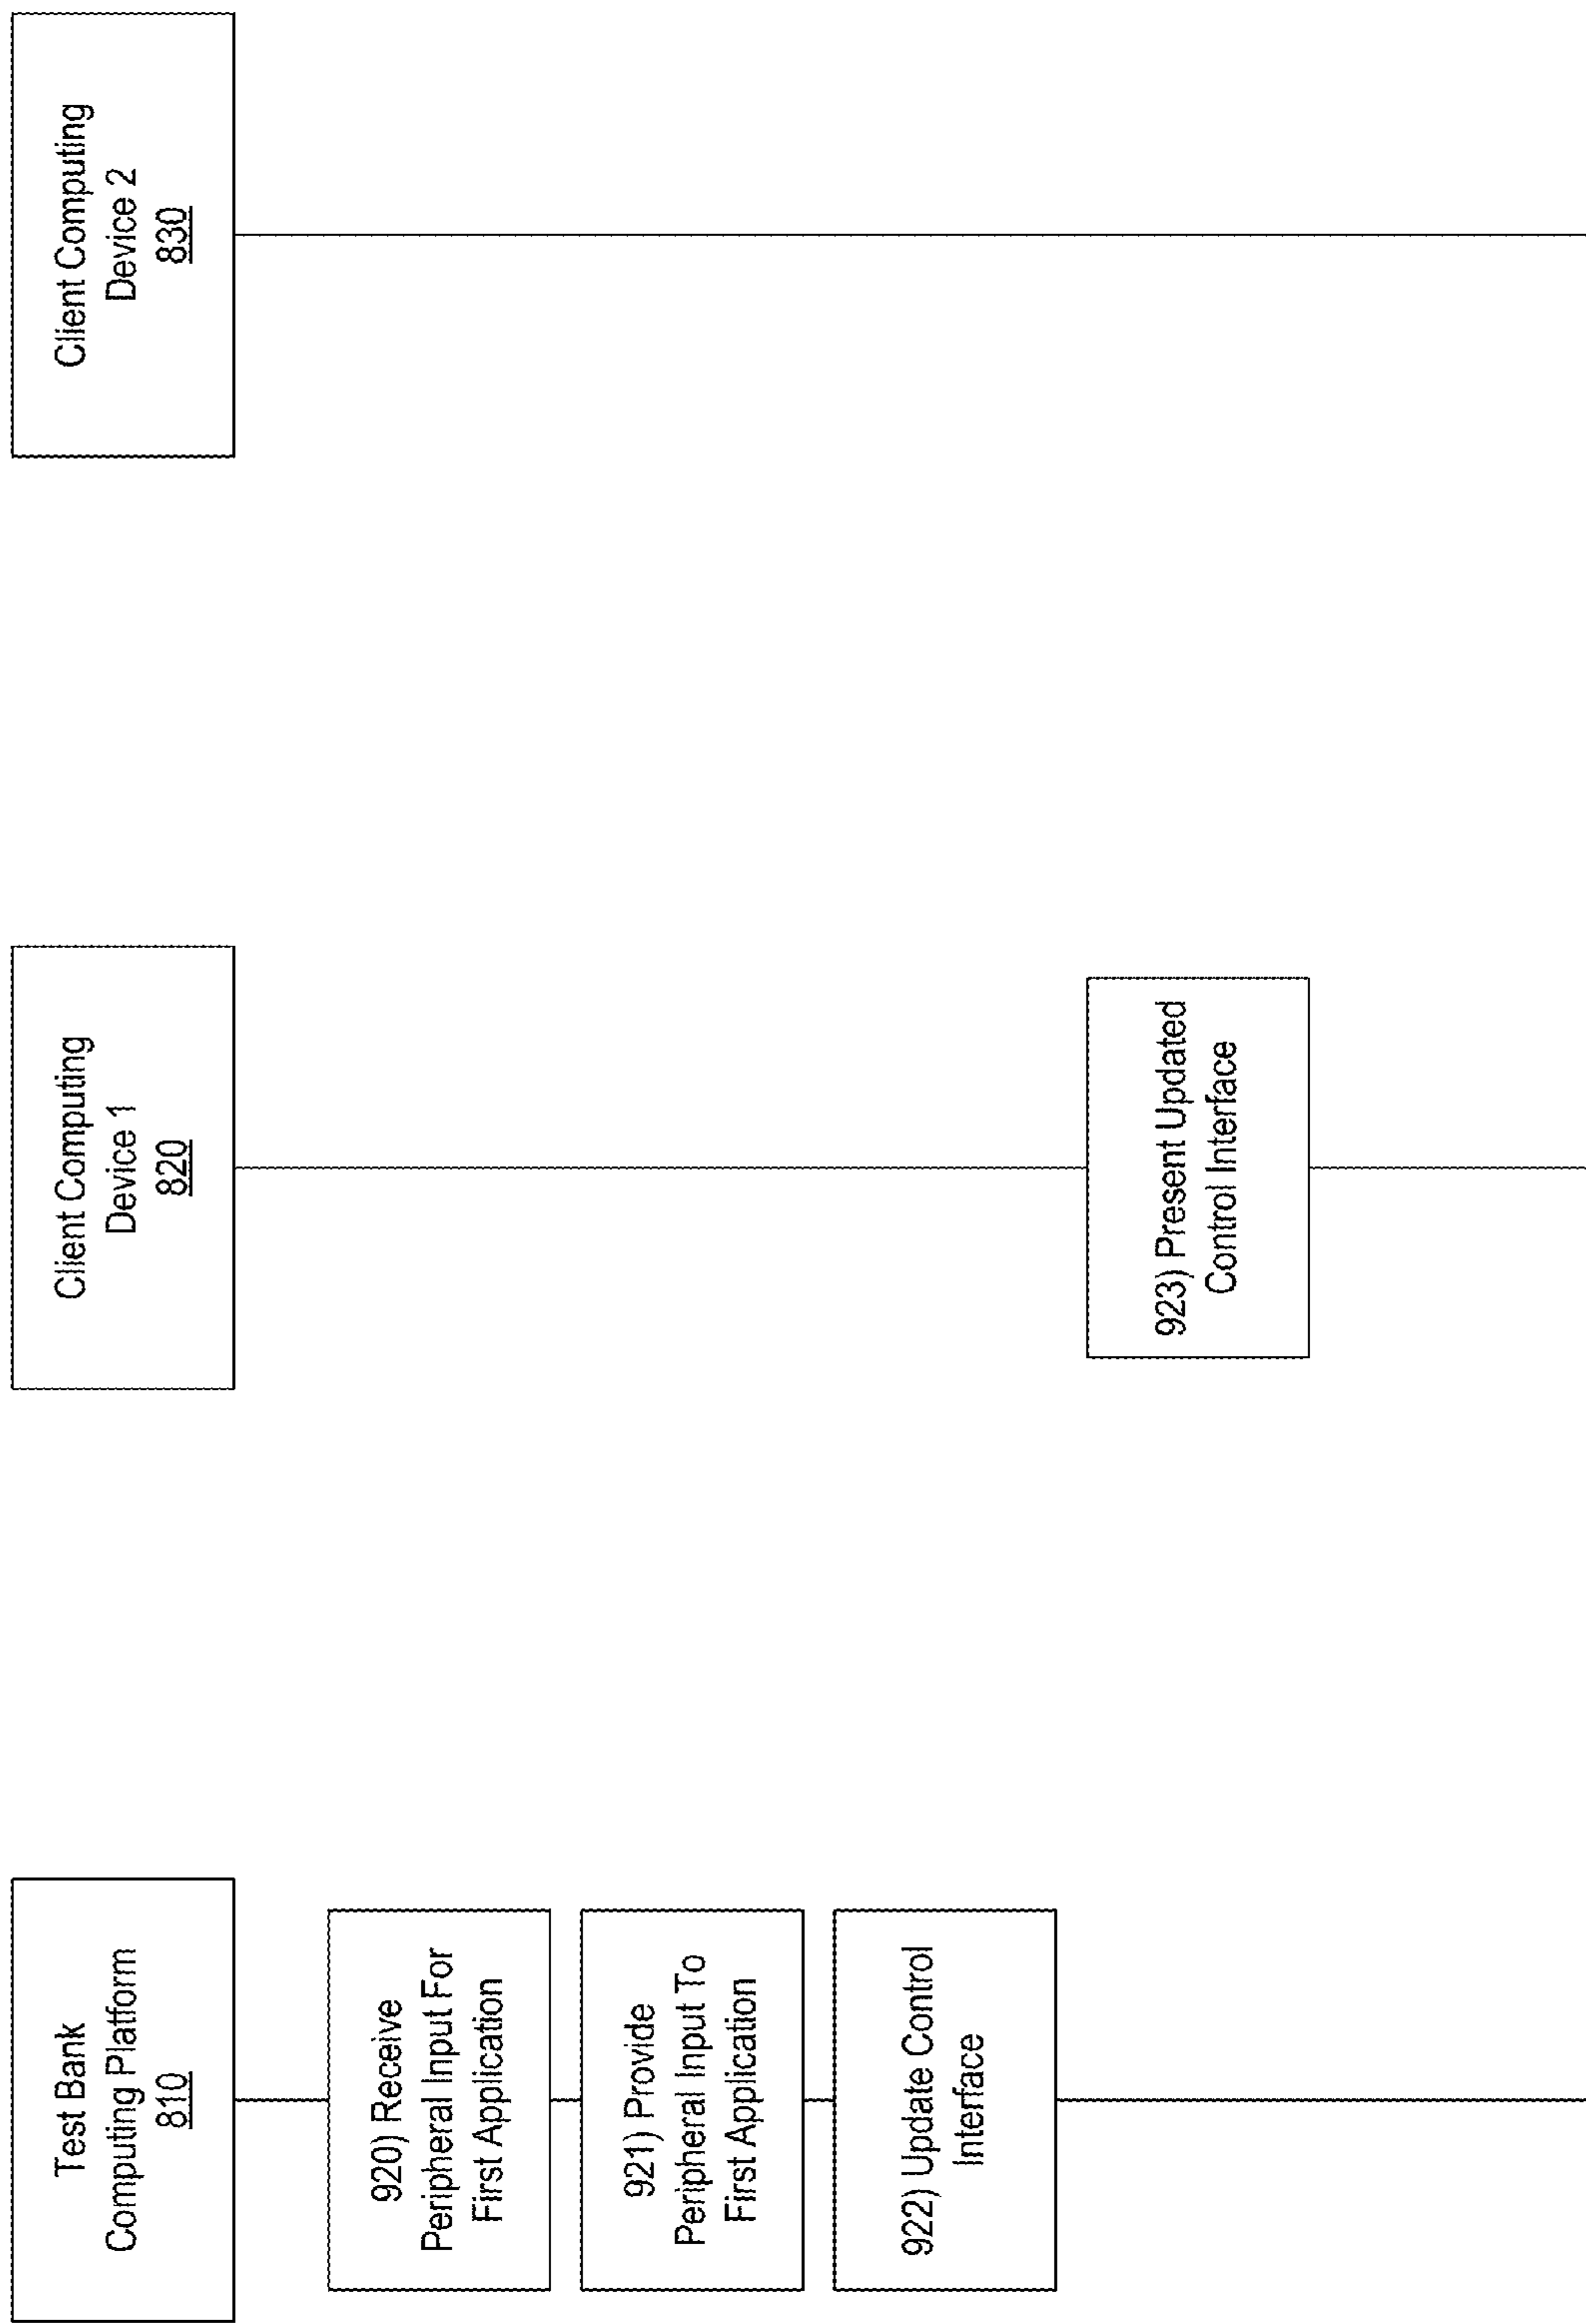 Test Bank
Computing Platform
810
Client Computing
Device 1
820
Client Computing
Device 2
830
920) Receive
Peripheral Input For
First Application
921) Provide
Peripheral Input To
First Application
922) Update Control
Interface
923) Present Updated
Control Interface